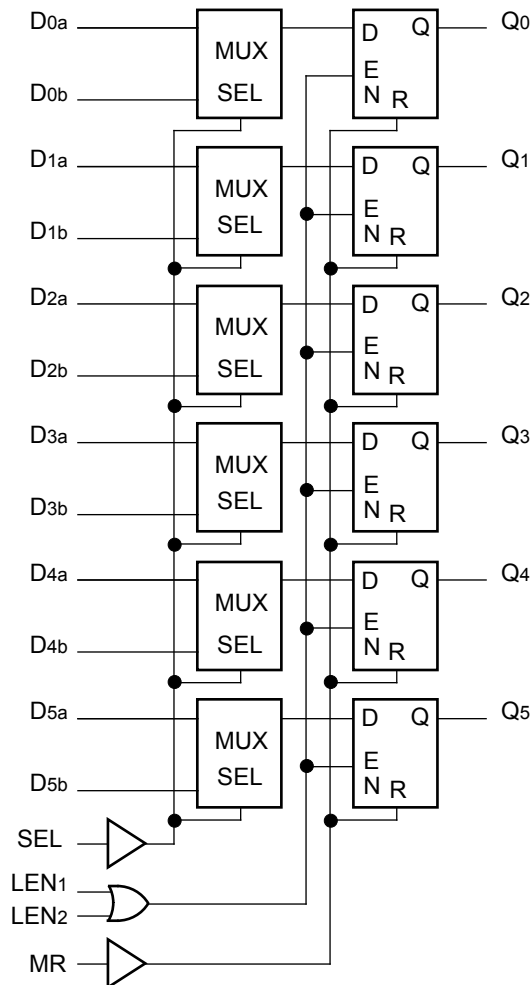 D0a MUX D Q Q0
D0b SEL E
N R
D1a MUX D Q Q1
D1b SEL E
N R
D2a MUX D Q Q2
D2b SEL E
N R
D3a MUX D Q Q3
D3b SEL E
N R
D4a MUX D Q Q4
D4b SEL E
N R
D5a MUX D Q Q5
D5b SEL E
N R
SEL
LEN1
LEN2
MR